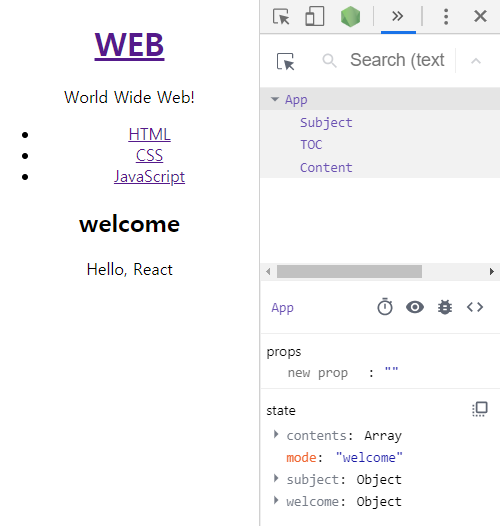 WEB
World Wide Web!
HTML
CSS
JavaScript
welcome
Hello, React
Search (text
App
Subject
TOC
Content
App
props
new prop : ""
state
contents: Array
mode: "welcome"
subject: Object
welcome: Object